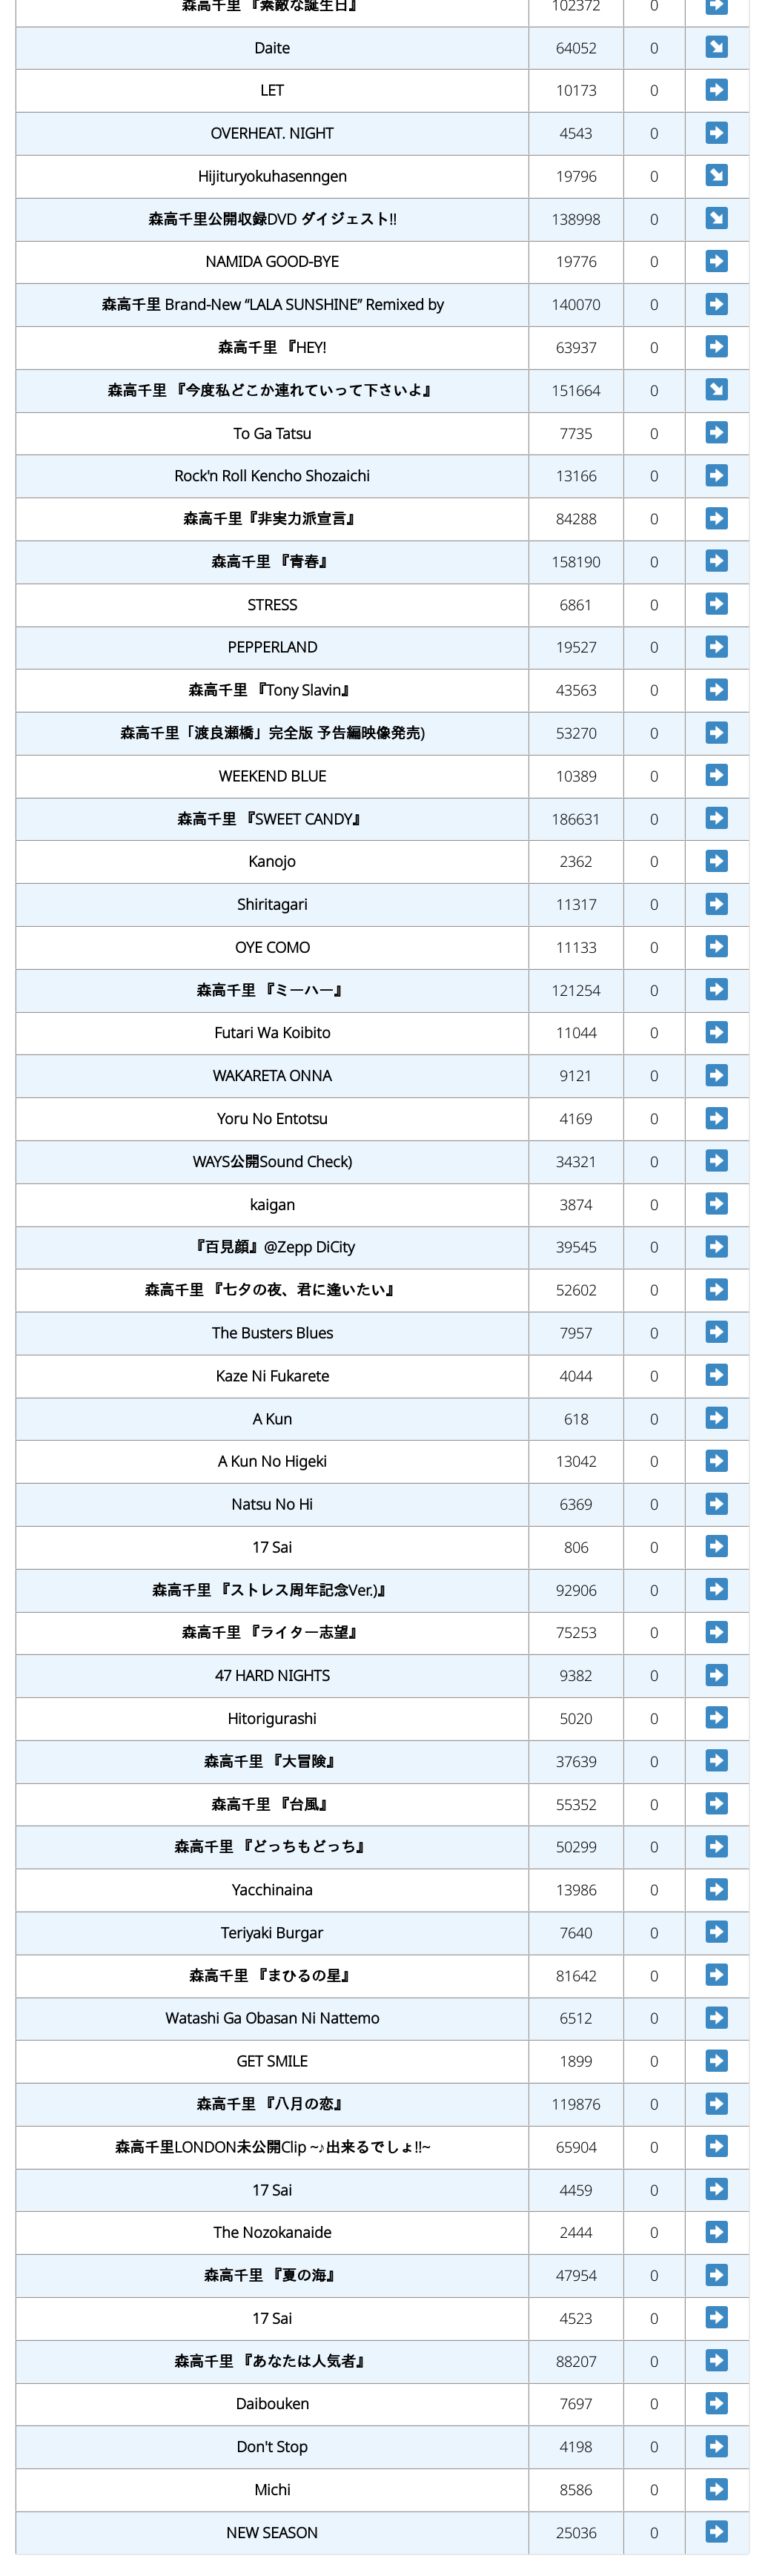 森高千里 『素敵な誕生日』 102372 0
Daite 64052 0
LET 10173 0
OVERHEAT. NIGHT 4543 0
Hijituryokuhasenngen 19796 0
森高千里公開収録DVD ダイジェスト!! 138998 0
NAMIDA GOOD-BYE 19776 0
森高千里 Brand-New “LALA SUNSHINE” Remixed by 140070 0
森高千里 『HEY! 63937 0
森高千里 『今度私どこか連れていって下さいよ』 151664 0
To Ga Tatsu 7735 0
Rock'n Roll Kencho Shozaichi 13166 0
森高千里『非実力派宣言』 84288 0
森高千里 『青春』 158190 0
STRESS 6861 0
PEPPERLAND 19527 0
森高千里 『Tony Slavin』 43563 0
森高千里「渡良瀬橋」完全版 予告編映像発売) 53270 0
WEEKEND BLUE 10389 0
森高千里 『SWEET CANDY』 186631 0
Kanojo 2362 0
Shiritagari 11317 0
OYE COMO 11133 0
森高千里 『ミーハー』 121254 0
Futari Wa Koibito 11044 0
WAKARETA ONNA 9121 0
Yoru No Entotsu 4169 0
WAYS公開Sound Check) 34321 0
kaigan 3874 0
『百見顔』@Zepp DiCity 39545 0
森高千里 『七夕の夜、君に逢いたい』 52602 0
The Busters Blues 7957 0
Kaze Ni Fukarete 4044 0
A Kun 618 0
A Kun No Higeki 13042 0
Natsu No Hi 6369 0
17 Sai 806 0
森高千里 『ストレス周年記念Ver.)』 92906 0
森高千里 『ライター志望』 75253 0
47 HARD NIGHTS 9382 0
Hitorigurashi 5020 0
森高千里 『大冒険』 37639 0
森高千里 『台風』 55352 0
森高千里 『どっちもどっち』 50299 0
Yacchinaina 13986 0
Teriyaki Burgar 7640 0
森高千里 『まひるの星』 81642 0
Watashi Ga Obasan Ni Nattemo 6512 0
GET SMILE 1899 0
森高千里 『八月の恋』 119876 0
森高千里LONDON未公開Clip ~♪出来るでしょ!!~ 65904 0
17 Sai 4459 0
The Nozokanaide 2444 0
森高千里 『夏の海』 47954 0
17 Sai 4523 0
森高千里 『あなたは人気者』 88207 0
Daibouken 7697 0
Don't Stop 4198 0
Michi 8586 0
NEW SEASON 25036 0